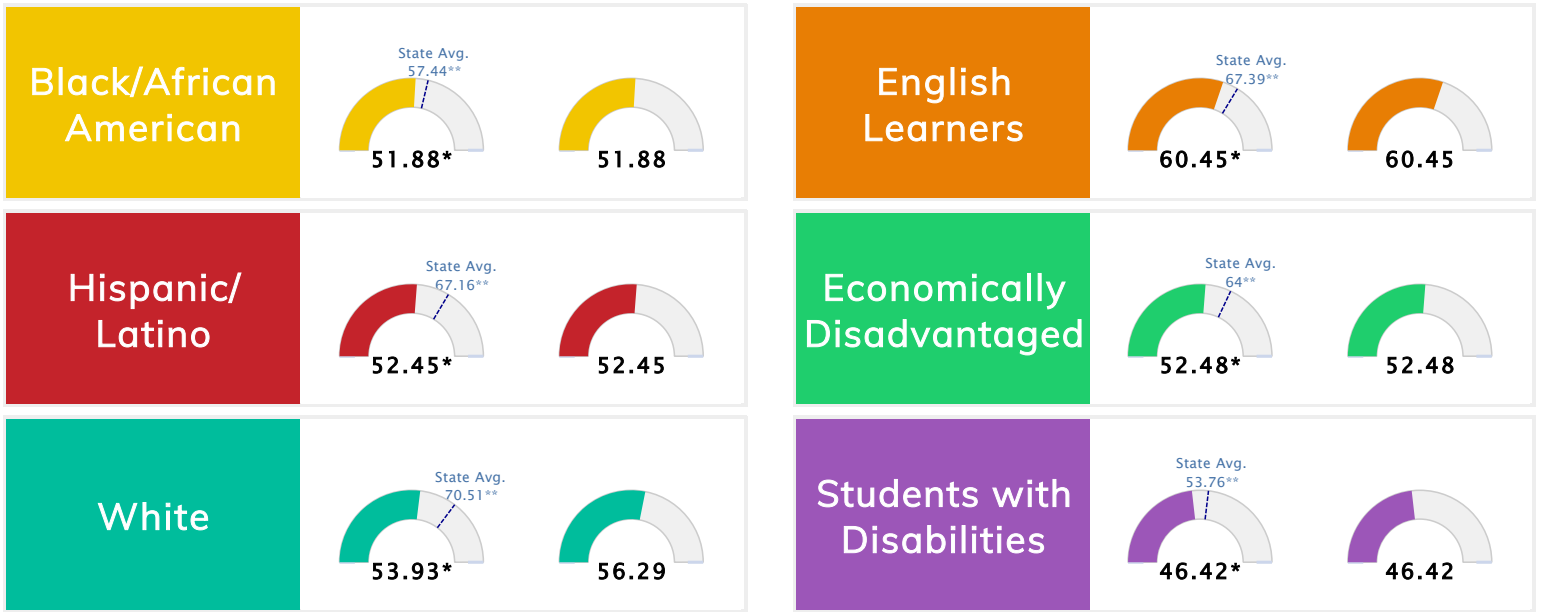 Black/African
American
State Avg.
57.44**
51.88*
51.88
English
Learners
State Avg.
67.39**
60.45*
60.45
Hispanic/
Latino
State Avg.
67.16**
52.45*
52.45
Economically
Disadvantaged
State Avg.
64**
52.48*
52.48
White
State Avg.
70.51**
53.93*
56.29
Students with
Disabilities
State Avg.
53.76**
46.42*
46.42